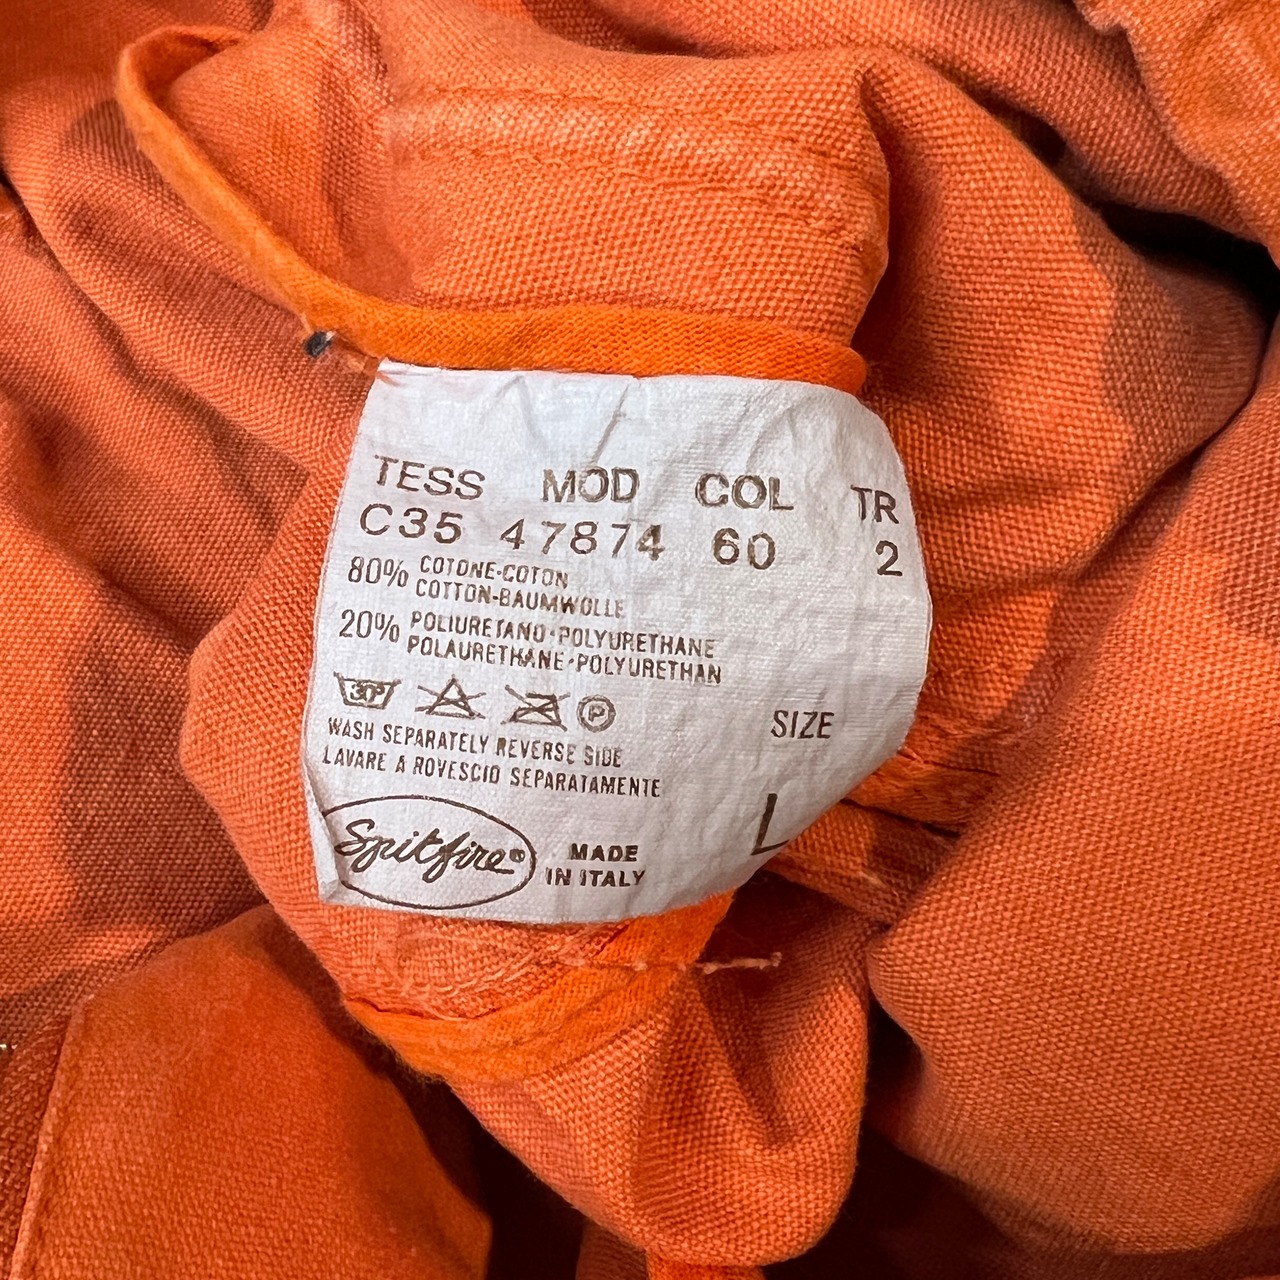 TESS MOD COL TR
C35 47874 60 2
80% COTONE-COTON
COTTON-BAUMWOLLE
20% POLIURETANO-POLYURETHANE
POLAURETHANE-POLYURETHAN
30° P
WASH SEPARATELY REVERSE SIDE
LAVARE A ROVESCIO SEPARATAMENTE
SIZE
L
Spitfire®
MADE
IN ITALY